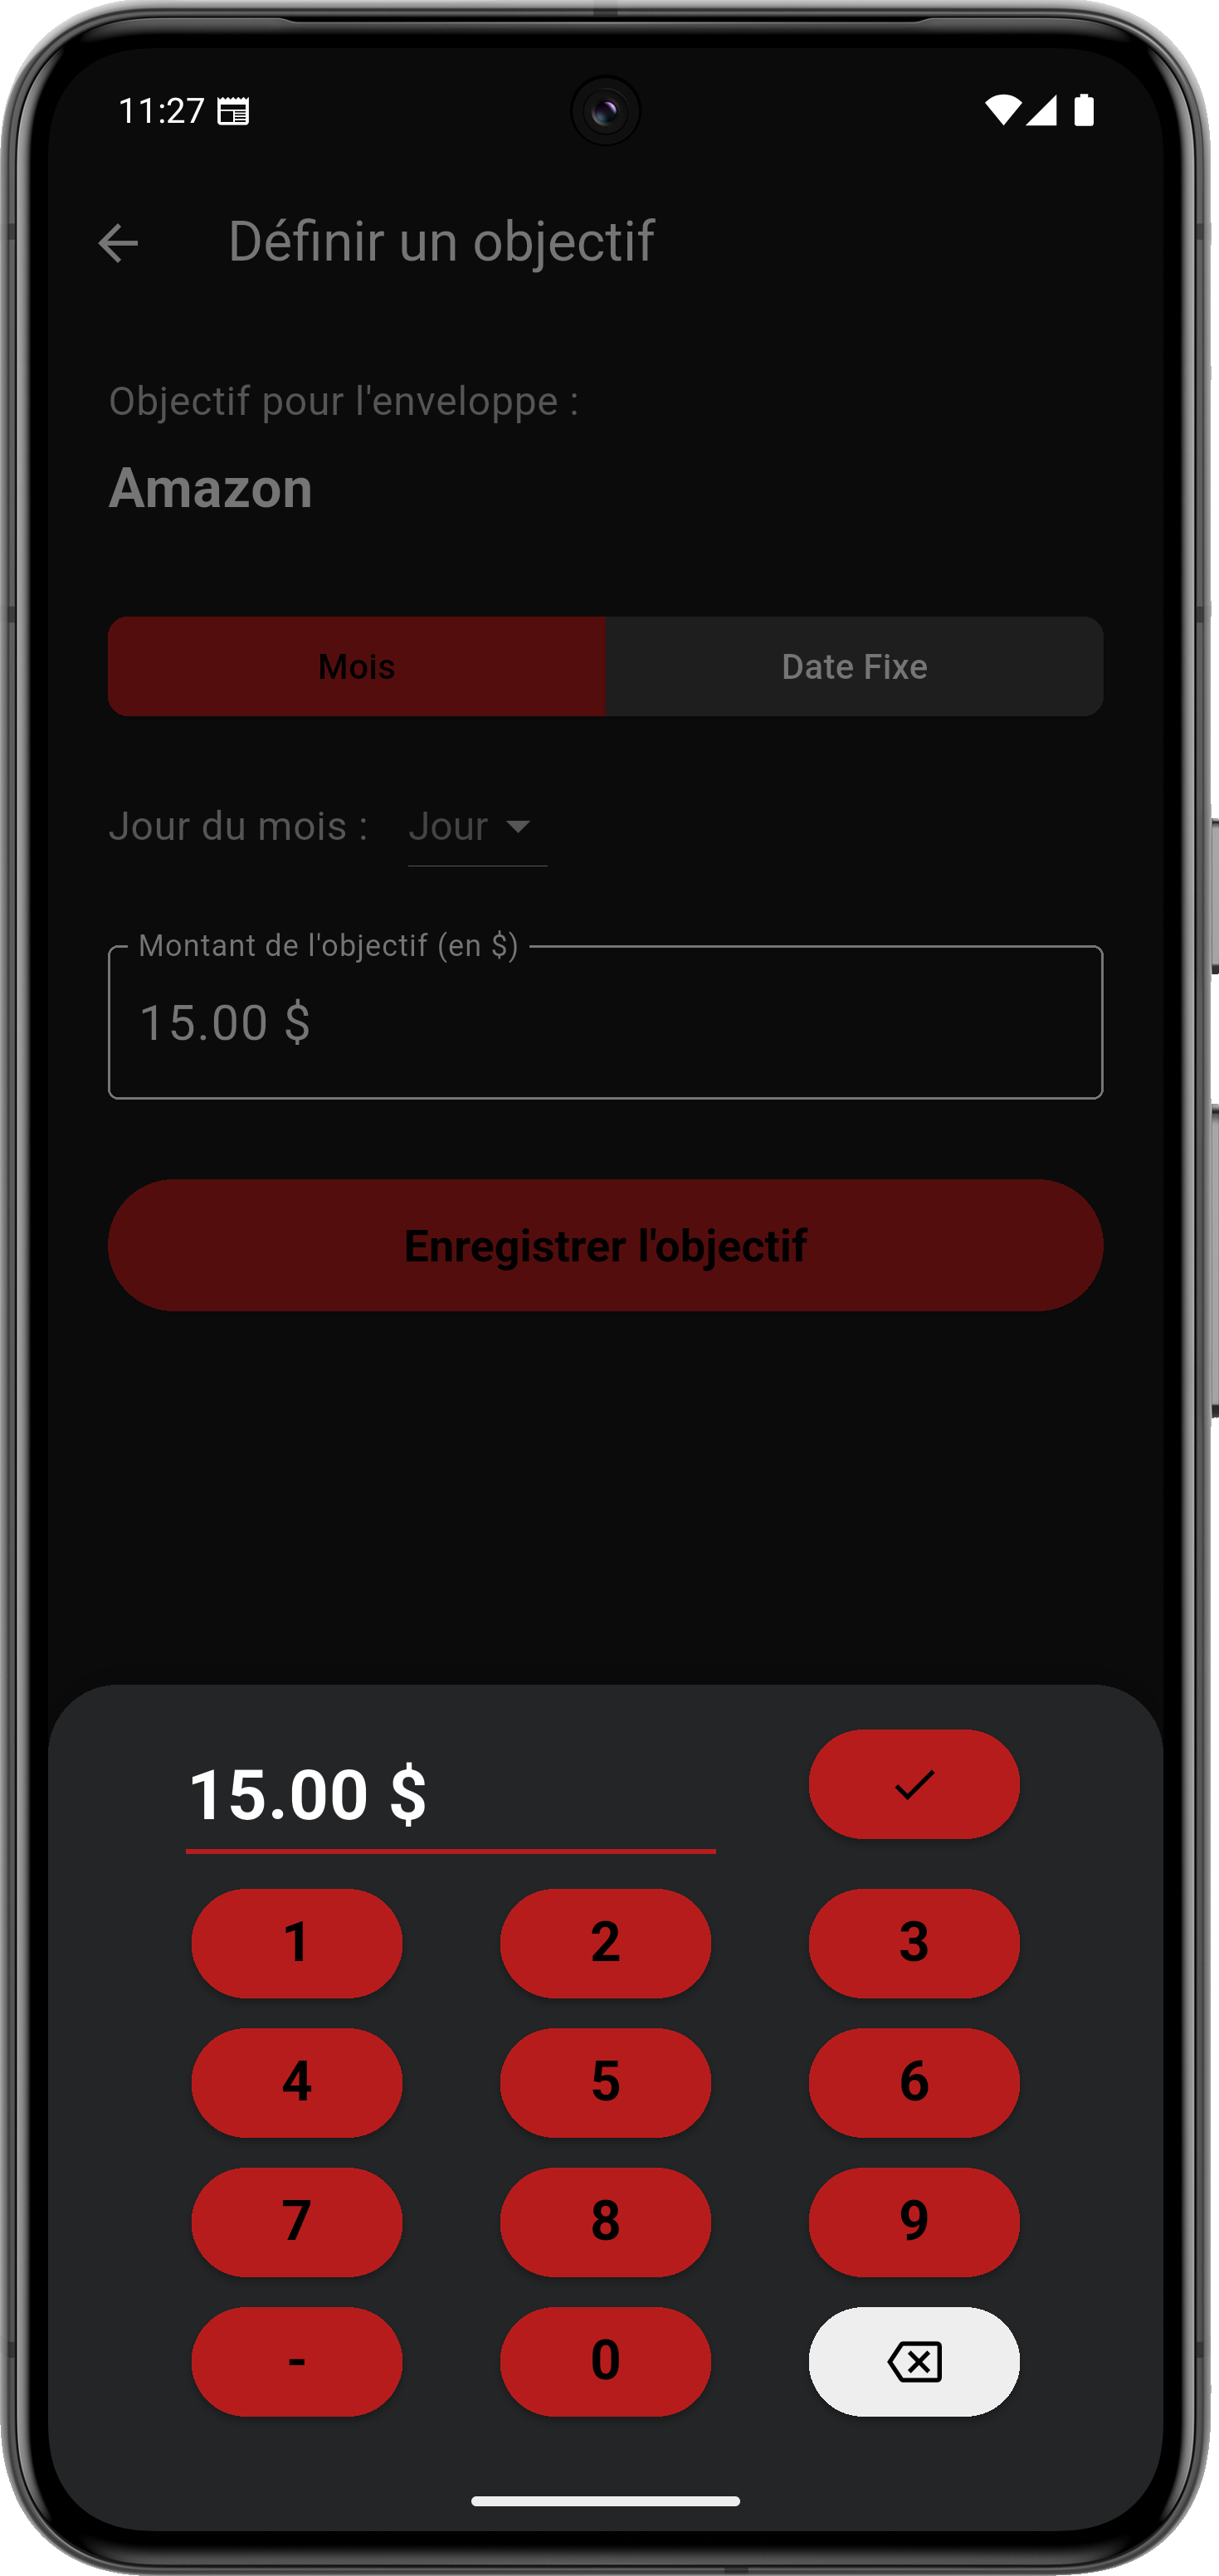 11:27
Définir un objectif
Objectif pour l'enveloppe :
Amazon
Mois Date Fixe
Jour du mois : Jour
Montant de l'objectif (en $)
15.00 $
Enregistrer l'objectif
15.00 $
1 2 3
4 5 6
7 8 9
- 0